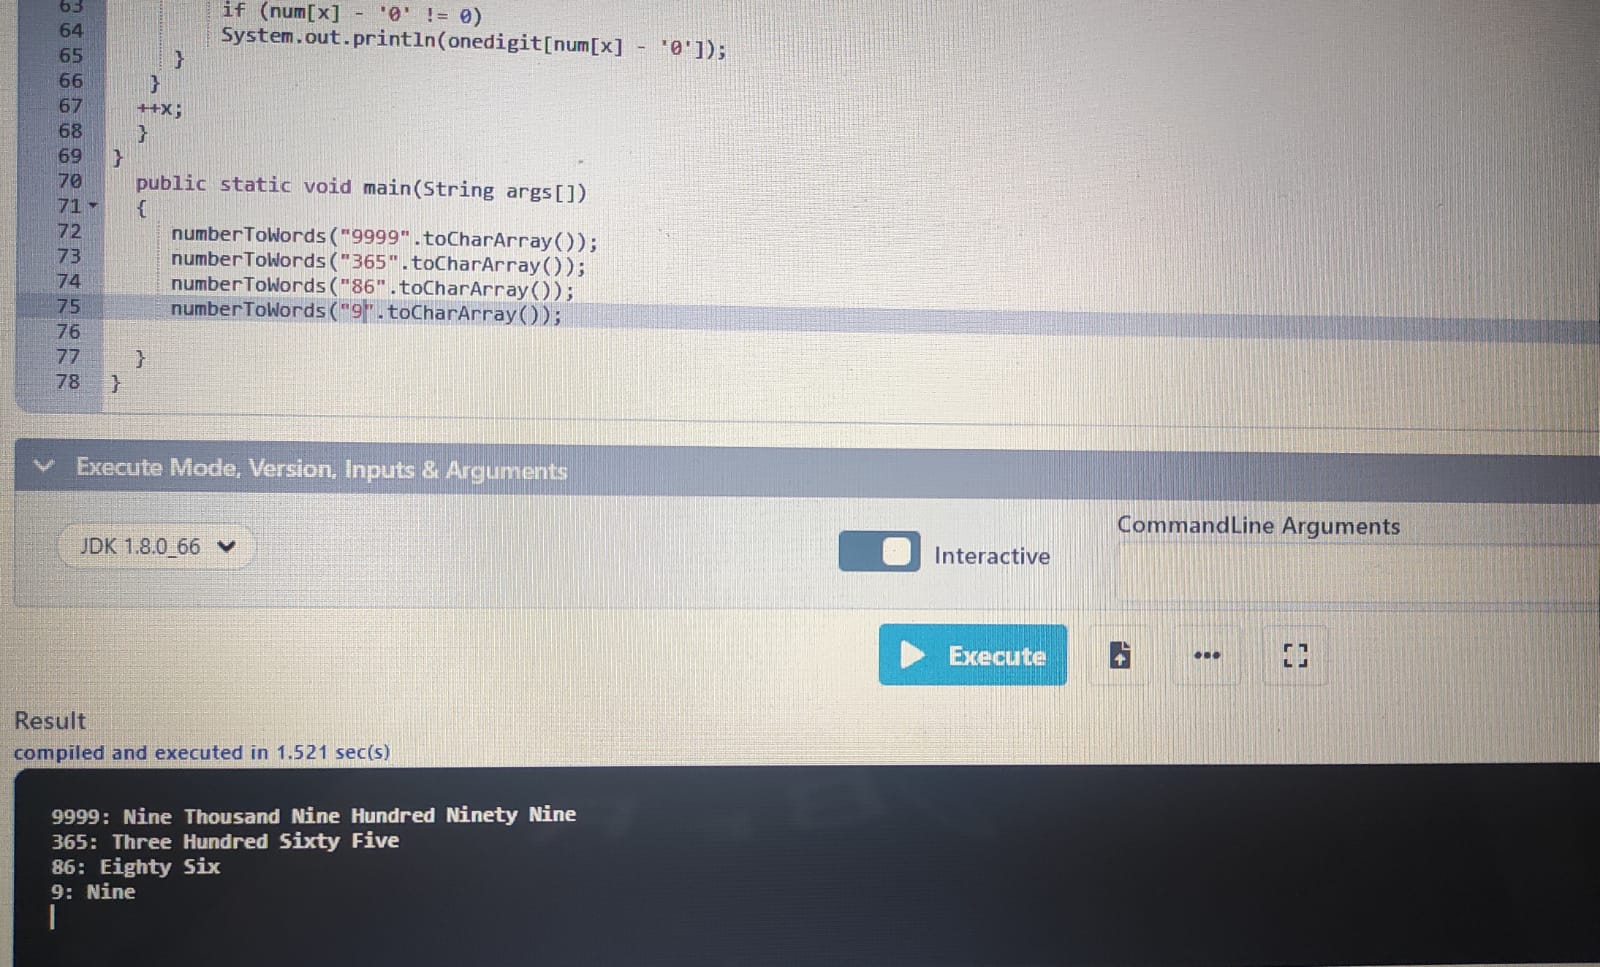 63 if (num[x] - '0' != 0)
64 System.out.println(onedigit[num[x] - '0']);
65 }
66 }
67 ++x;
68 }
69 }
70 public static void main(String args[])
71 {
72 numberToWords("9999".toCharArray());
73 numberToWords("365".toCharArray());
74 numberToWords("86".toCharArray());
75 numberToWords("9".toCharArray());
76
77 }
78 }
Execute Mode, Version, Inputs & Arguments
JDK 1.8.0_66
Interactive
CommandLine Arguments
Execute
Result
compiled and executed in 1.521 sec(s)
9999: Nine Thousand Nine Hundred Ninety Nine
365: Three Hundred Sixty Five
86: Eighty Six
9: Nine